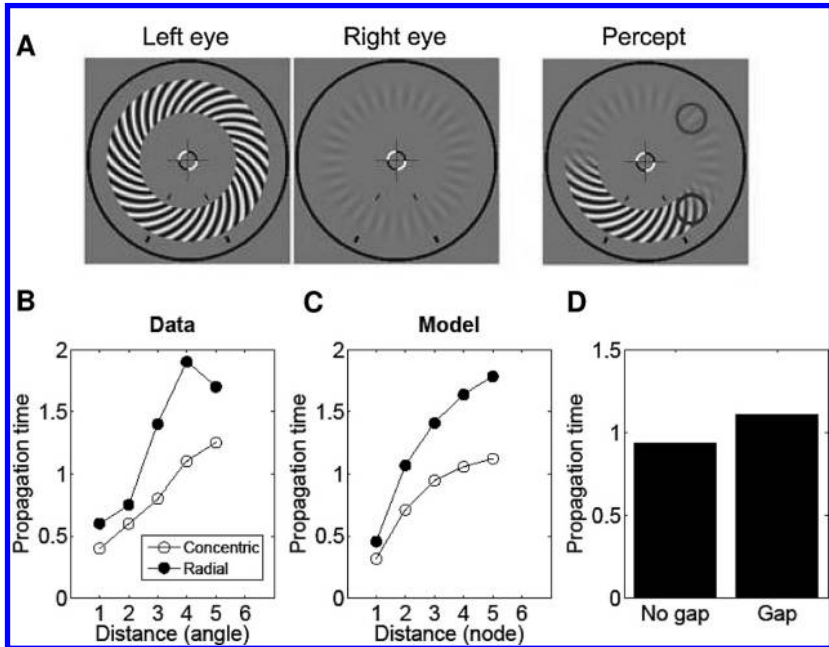 A
Left eye
Right eye
Percept
B
Data
Propagation time
2
1.5
1
0.5
0
1 2 3 4 5 6
Distance (angle)
Concentric
Radial
C
Model
Propagation time
2
1.5
1
0.5
0
1 2 3 4 5 6
Distance (node)
D
Propagation time
1.5
1
0.5
0
No gap
Gap